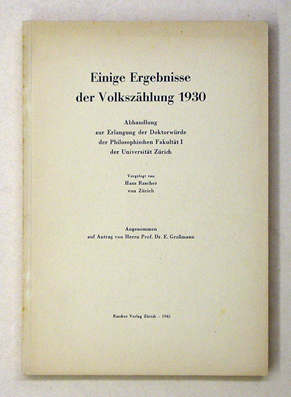 Einige Ergebnisse
der Volkszählung 1930
Abhandlung
zur Erlangung der Doktorwürde
der Philosophischen Fakultät I
der Universität Zürich
Vorgelegt von
Hans Rascher
von Zürich
Angenommen
auf Antrag von Herrn Prof. Dr. E. Großmann
Rascher Verlag Zürich - 1945